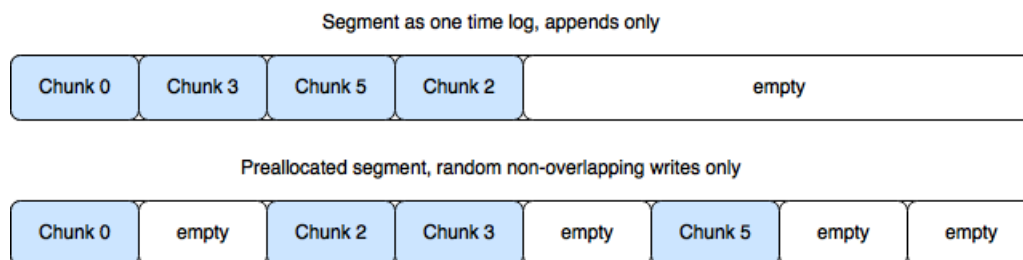 Segment as one time log, appends only
Chunk 0 Chunk 3 Chunk 5 Chunk 2 empty
Preallocated segment, random non-overlapping writes only
Chunk 0 empty Chunk 2 Chunk 3 empty Chunk 5 empty empty